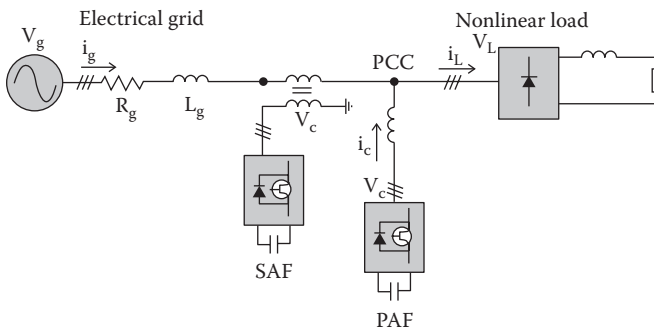 Electrical grid
Nonlinear load
V_g
i_g
R_g
L_g
V_c
PCC
i_L
V_L
i_c
V_c
SAF
PAF